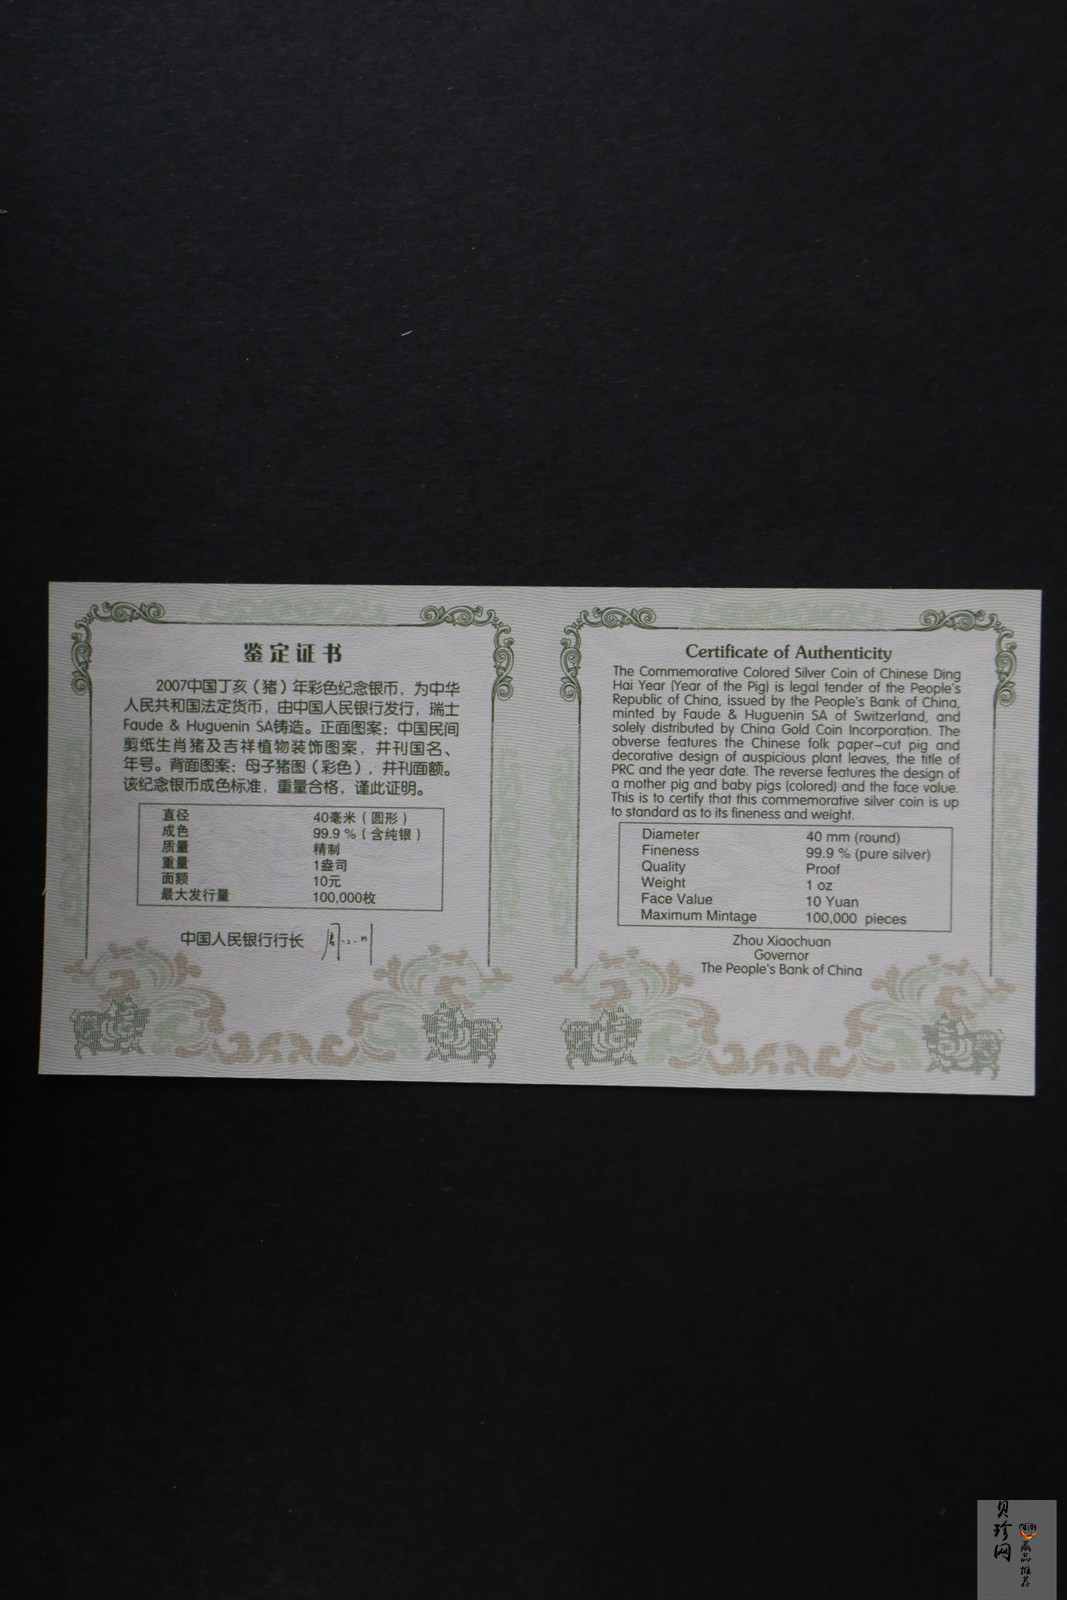 鉴定证书
2007中国丁亥（猪）年彩色纪念银币，为中华
人民共和国法定货币，由中国人民银行发行，瑞士
Faude & Huguenin SA铸造。正面图案：中国民间
剪纸生肖猪及吉祥植物装饰图案，并刊国名、
年号。背面图案：母子猪图（彩色），并刊面额。
该纪念银币成色标准，重量合格，谨此证明。
直径 40毫米（圆形）
成色 99.9％（含纯银）
质量 精制
重量 1盎司
面额 10元
最大发行量 100,000枚
中国人民银行行长
Certificate of Authenticity
The Commemorative Colored Silver Coin of Chinese Ding
Hai Year (Year of the Pig) is legal tender of the People's
Republic of China, issued by the People's Bank of China,
minted by Faude & Huguenin SA of Switzerland, and
solely distributed by China Gold Coin Incorporation. The
obverse features the Chinese folk paper-cut pig and
decorative design of auspicious plant leaves, the title of
PRC and the year date. The reverse features the design of
a mother pig and baby pigs (colored) and the face value.
This is to certify that this commemorative silver coin is up
to standard as to its fineness and weight.
Diameter 40 mm (round)
Fineness 99.9 % (pure silver)
Quality Proof
Weight 1 oz
Face Value 10 Yuan
Maximum Mintage 100,000 pieces
Zhou Xiaochuan
Governor
The People's Bank of China
贝珍网
藏品推荐